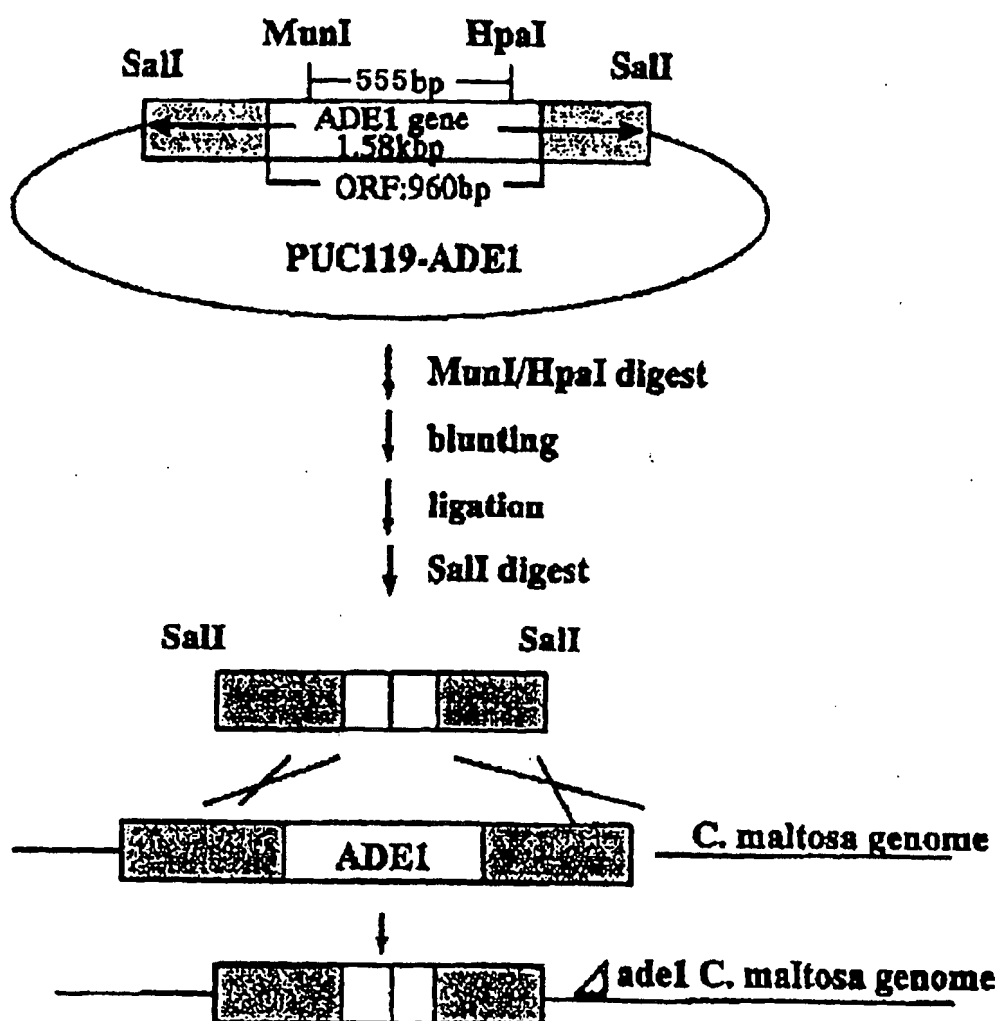 MunI HpaI
SalI SalI
555bp
ADE1 gene
1.58kbp
ORF:960bp
PUC119-ADE1
MunI/HpaI digest
blunting
ligation
SalI digest
SalI SalI
ADE1 C. maltosa genome
Δ ade1 C. maltosa genome